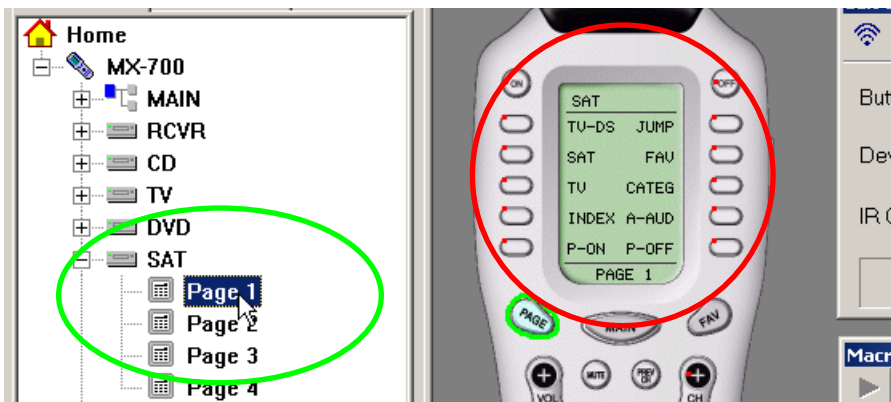 Home
MX-700
MAIN
RCVR
CD
TV
DVD
SAT
Page 1
Page 2
Page 3
Page 4
ON
OFF
SAT
TV-DS JUMP
SAT FAV
TV CATEG
INDEX A-AUD
P-ON P-OFF
PAGE 1
PAGE
MAIN
FAV
MUTE
PREV
CH
VOL
CH
But
Dev
IR
Macr